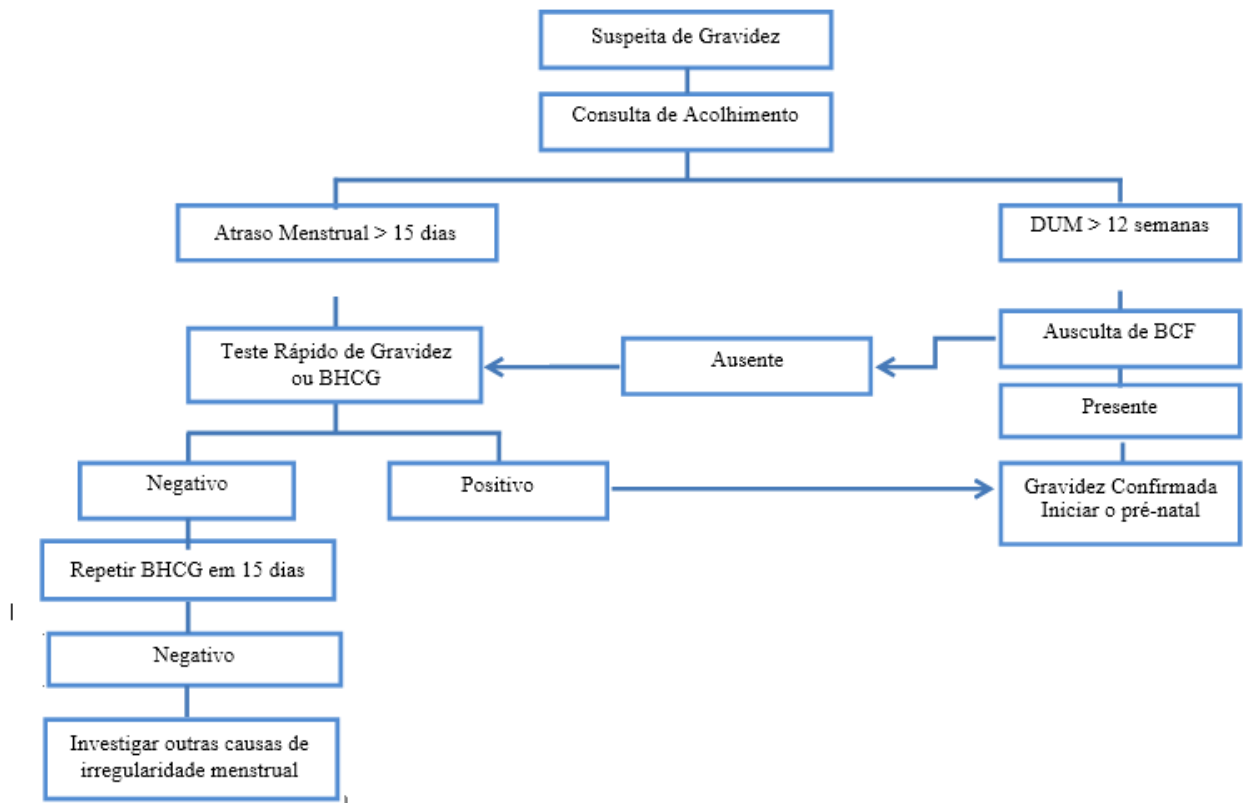 Suspeita de Gravidez
Consulta de Acolhimento
Atraso Menstrual > 15 dias
DUM > 12 semanas
Teste Rápido de Gravidez
ou BHCG
Ausente
Ausculta de BCF
Presente
Negativo
Positivo
Gravidez Confirmada
Iniciar o pré-natal
Repetir BHCG em 15 dias
Negativo
Investigar outras causas de
irregularidade menstrual